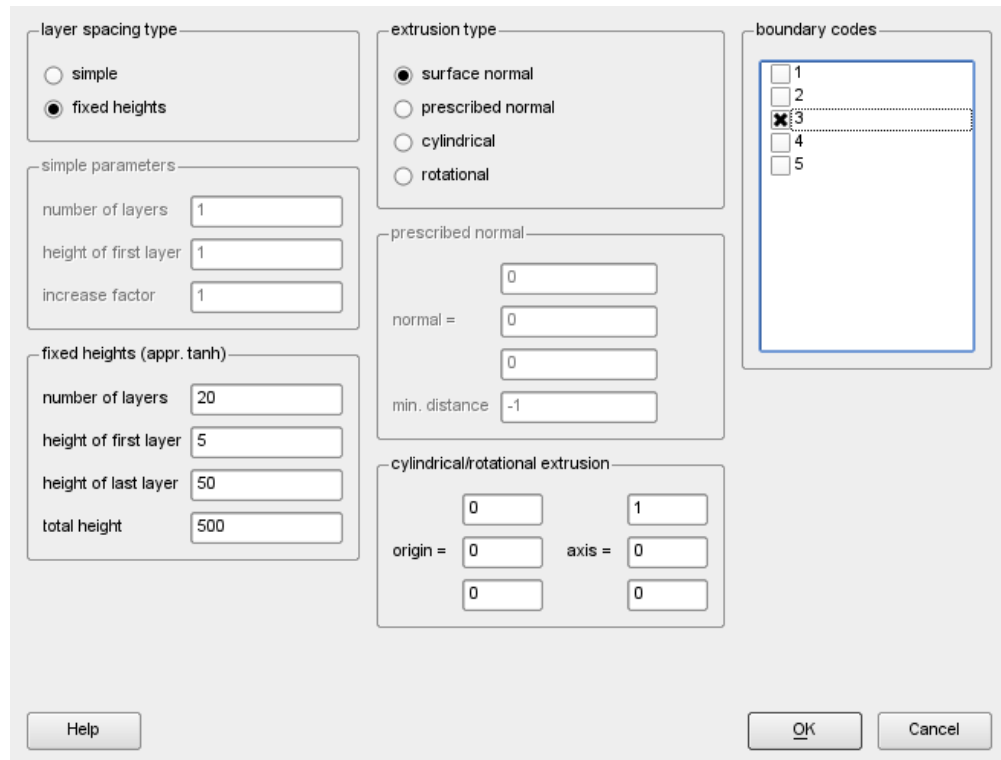 layer spacing type
simple
fixed heights
simple parameters
number of layers 1
height of first layer 1
increase factor 1
fixed heights (appr. tanh)
number of layers 20
height of first layer 5
height of last layer 50
total height 500
extrusion type
surface normal
prescribed normal
cylindrical
rotational
prescribed normal
0
normal = 0
0
min. distance -1
cylindrical/rotational extrusion
0 1
origin = 0 axis = 0
0 0
boundary codes
1
2
3
4
5
Help
OK
Cancel